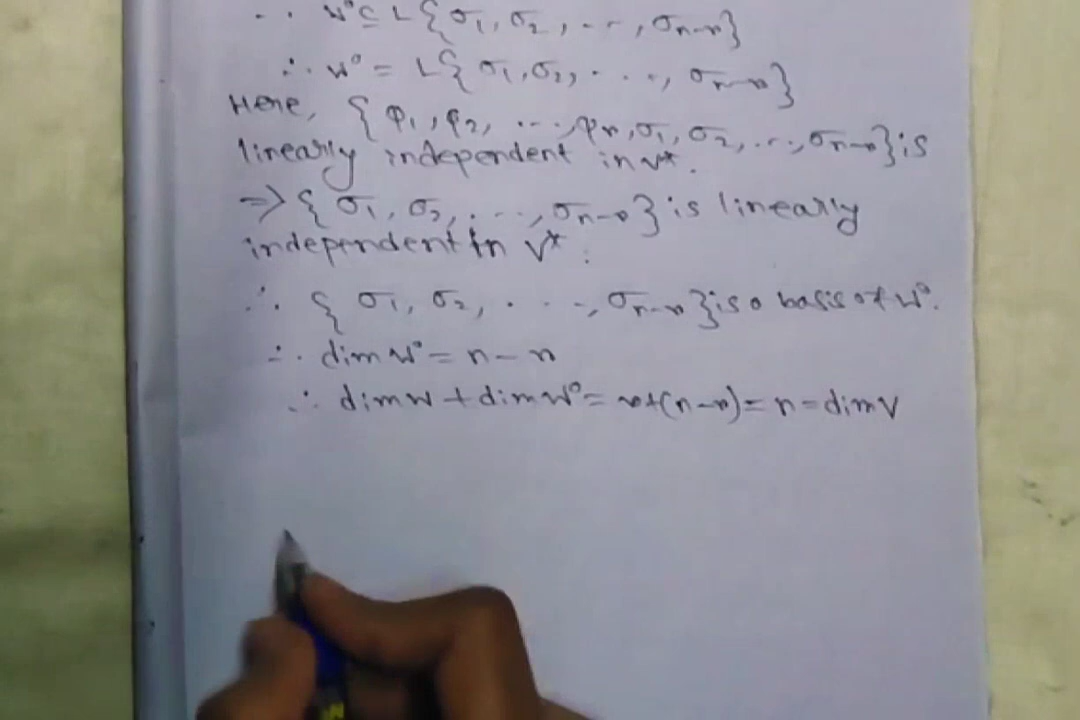 ∴ W° ⊆ L{σ₁, σ₂, ..., σₙ₋ᵣ}
∴ W° = L{σ₁, σ₂, ..., σₙ₋ᵣ}
Here, {φ₁, φ₂, ..., φᵣ, σ₁, σ₂, ..., σₙ₋ᵣ} is
linearly independent in V*.
⇒ {σ₁, σ₂, ..., σₙ₋ᵣ} is linearly
independent in V*.
∴ {σ₁, σ₂, ..., σₙ₋ᵣ} is a basis of W°.
∴ dim W° = n - r
∴ dim W + dim W° = r + (n - r) = n = dim V